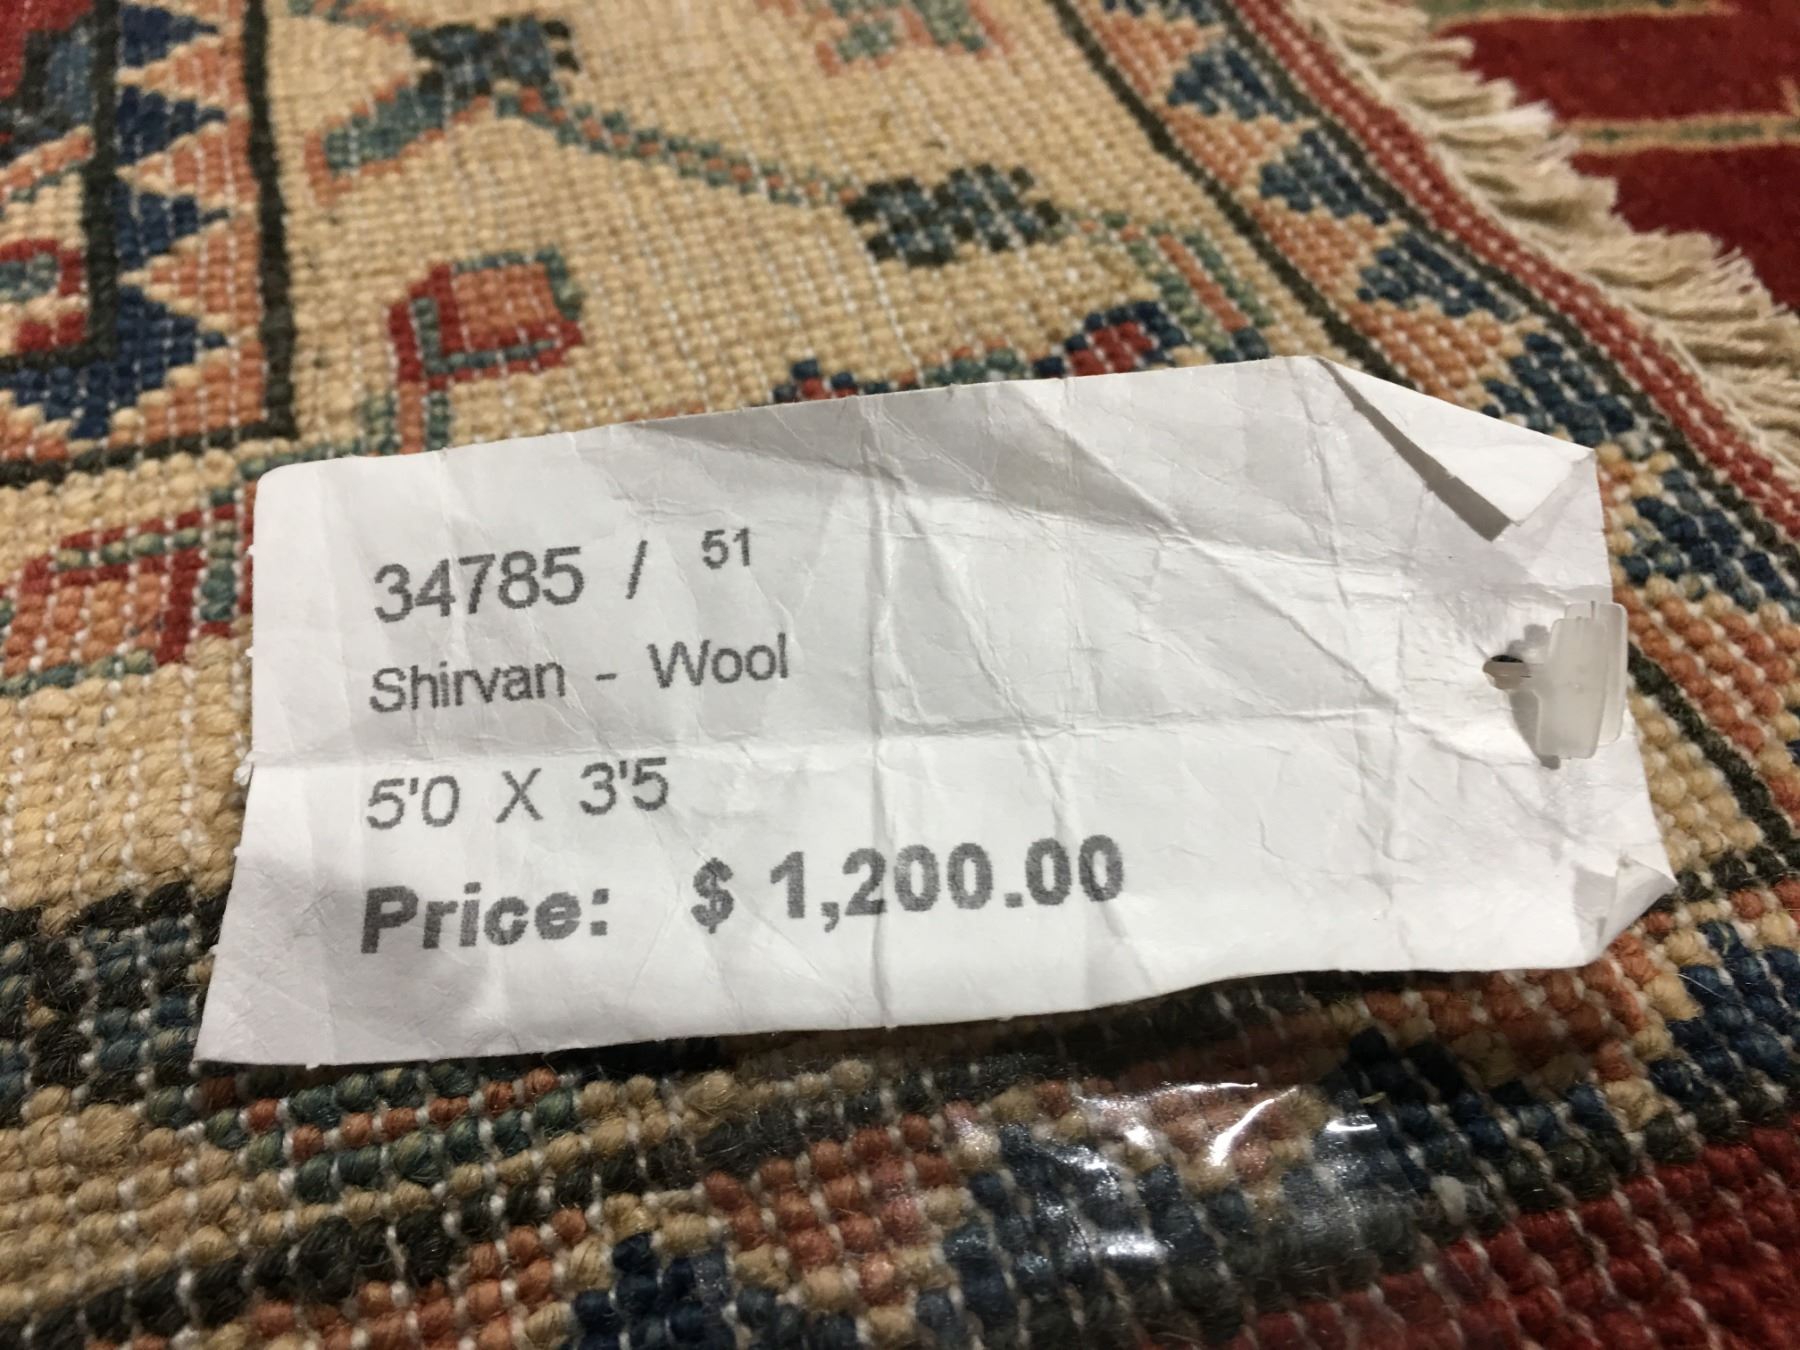 34785 / 51
Shirvan - Wool
5'0 X 3'5
Price: $ 1,200.00